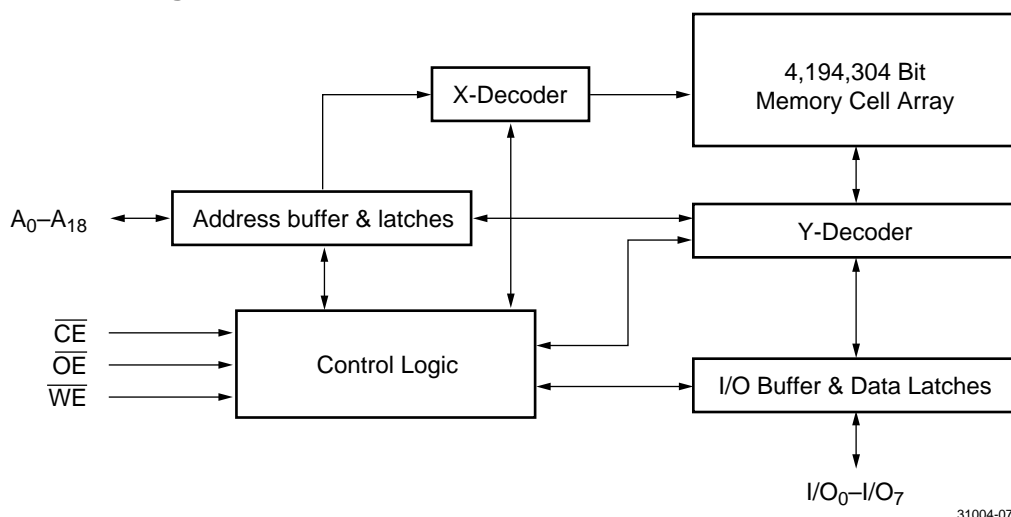 4,194,304 Bit
Memory Cell Array
X-Decoder
A0–A18
Address buffer & latches
Y-Decoder
CE
OE
WE
Control Logic
I/O Buffer & Data Latches
I/O0–I/O7
31004-07